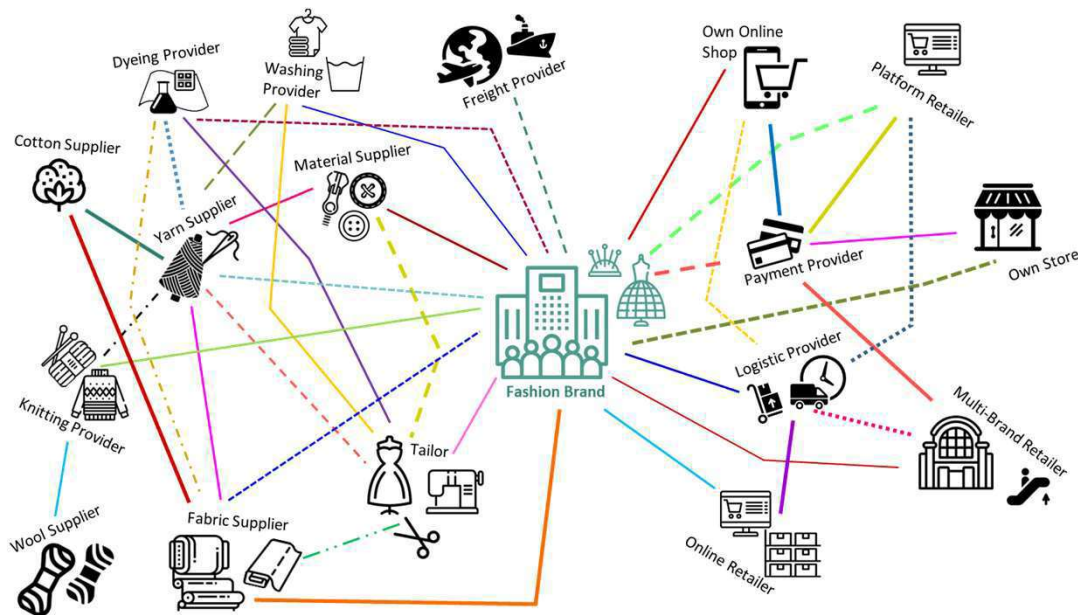 Dyeing Provider
Washing
Provider
Freight Provider
Own Online
Shop
Platform Retailer
Cotton Supplier
Material Supplier
Yarn Supplier
Payment Provider
Own Store
Knitting Provider
Fashion Brand
Logistic Provider
Multi-Brand Retailer
Tailor
Wool Supplier
Fabric Supplier
Online Retailer